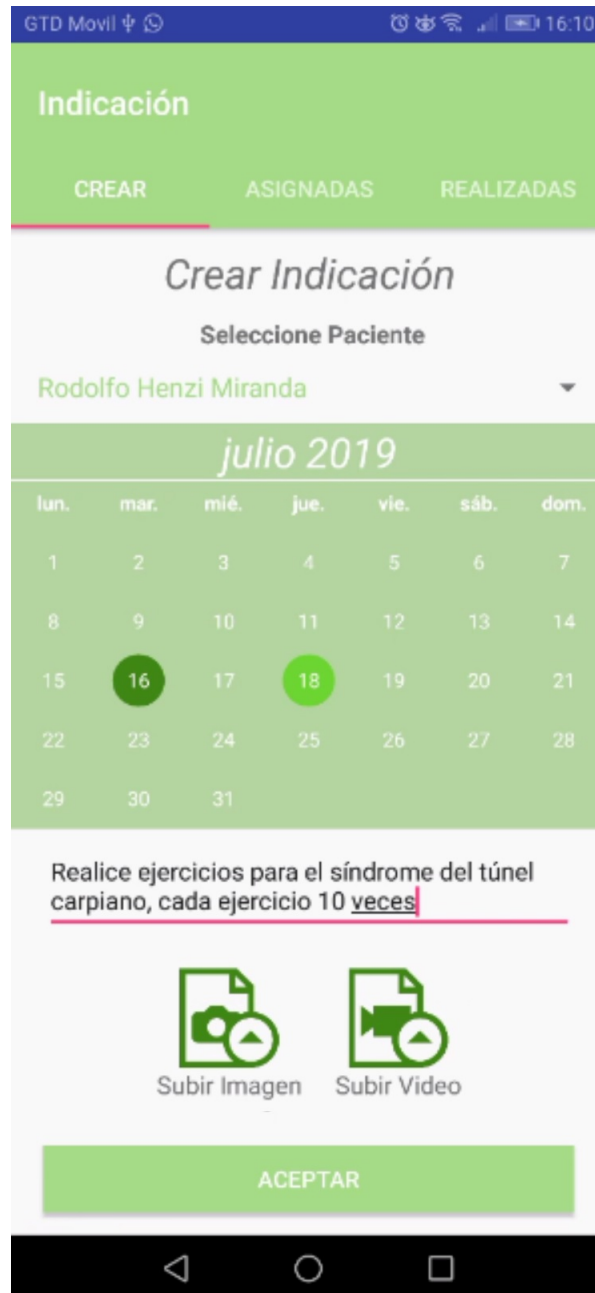 GTD Movil 16:10
Indicación
CREAR ASIGNADAS REALIZADAS
Crear Indicación
Seleccione Paciente
Rodolfo Henzi Miranda
julio 2019
lun. mar. mié. jue. vie. sáb. dom.
1 2 3 4 5 6 7
8 9 10 11 12 13 14
15 16 17 18 19 20 21
22 23 24 25 26 27 28
29 30 31
Realice ejercicios para el síndrome del túnel
carpiano, cada ejercicio 10 veces
Subir Imagen Subir Video
ACEPTAR